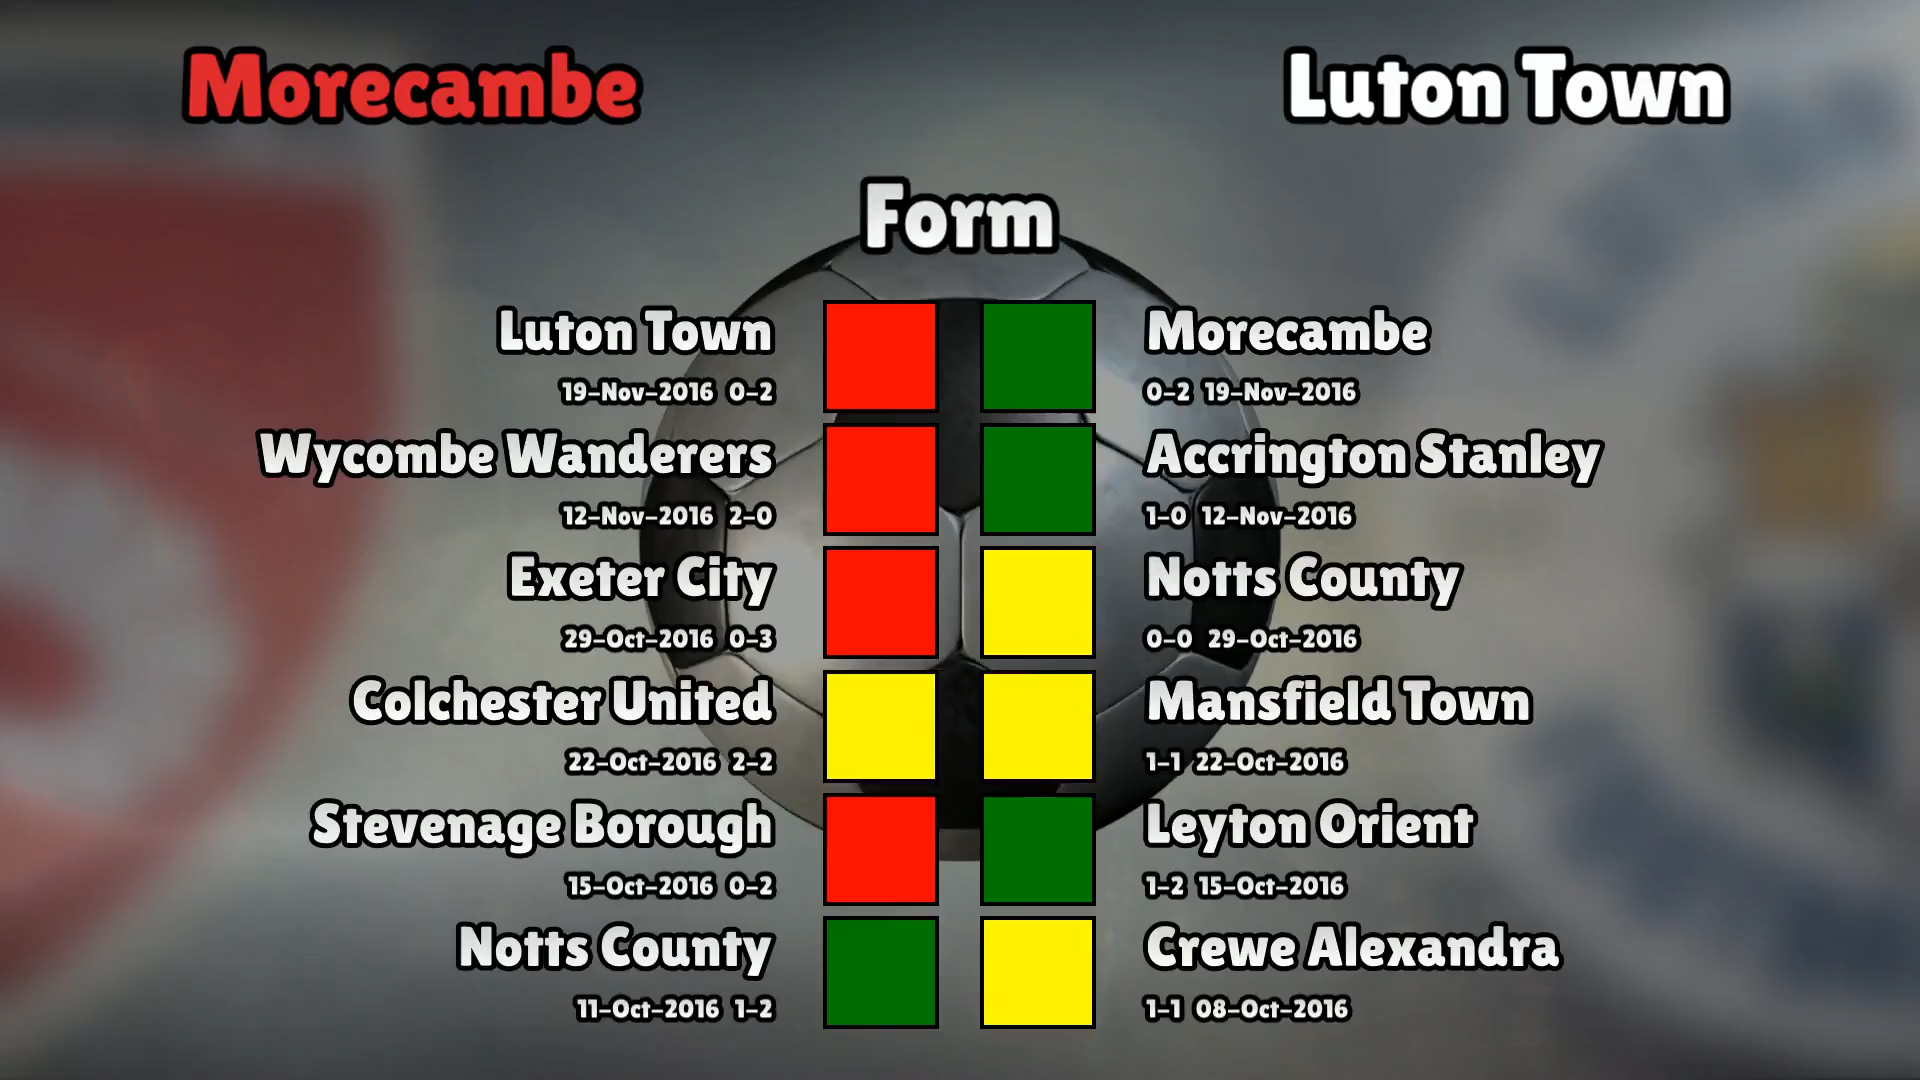 Morecambe
Luton Town
Form
Luton Town
19-Nov-2016 0-2
Morecambe
0-2 19-Nov-2016
Wycombe Wanderers
12-Nov-2016 2-0
Accrington Stanley
1-0 12-Nov-2016
Exeter City
29-Oct-2016 0-3
Notts County
0-0 29-Oct-2016
Colchester United
22-Oct-2016 2-2
Mansfield Town
1-1 22-Oct-2016
Stevenage Borough
15-Oct-2016 0-2
Leyton Orient
1-2 15-Oct-2016
Notts County
11-Oct-2016 1-2
Crewe Alexandra
1-1 08-Oct-2016